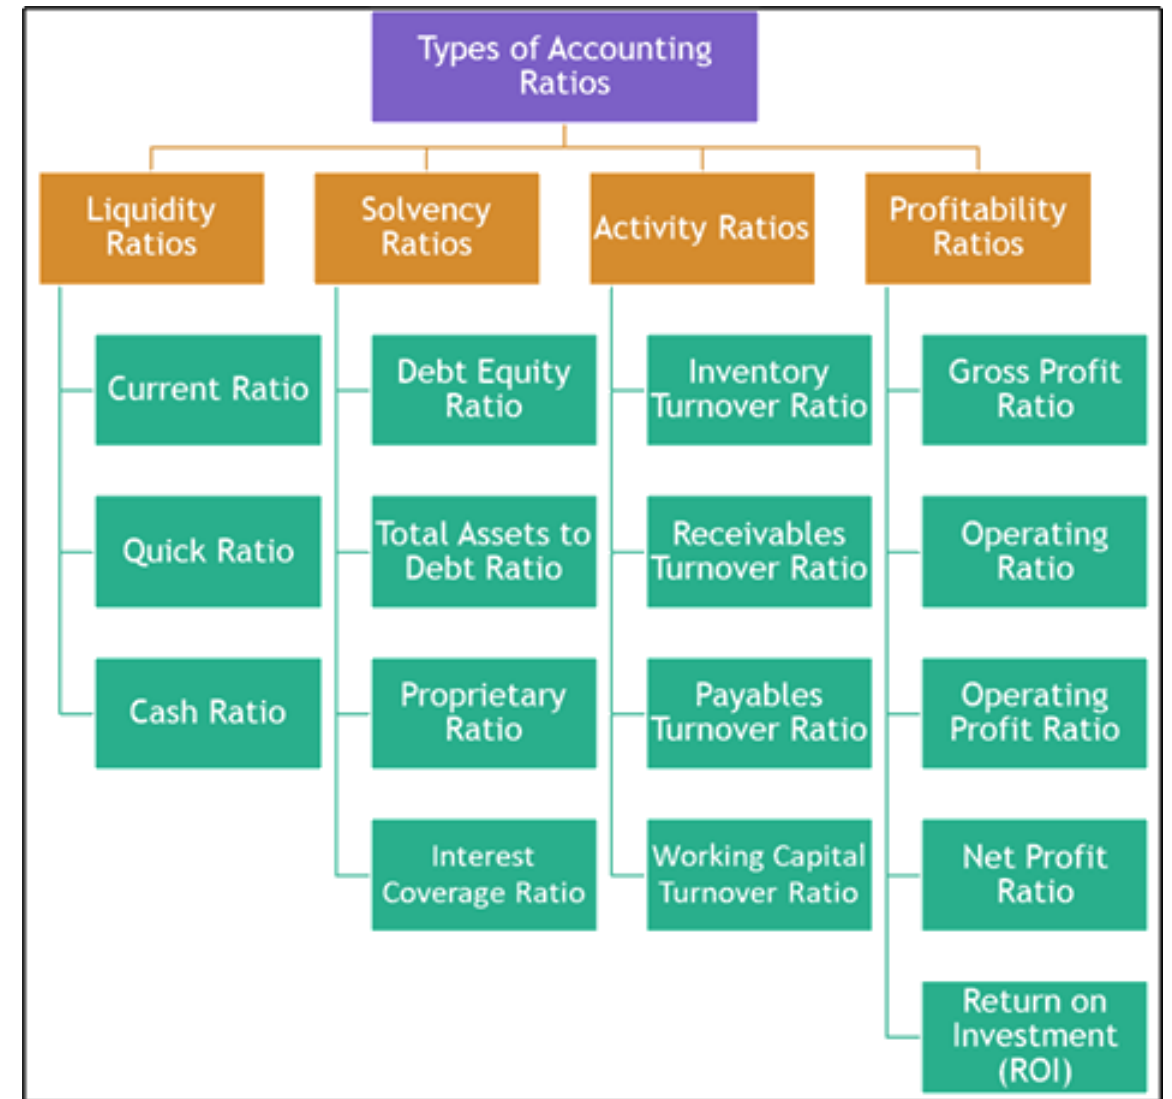 Types of Accounting
Ratios
Liquidity
Ratios
Current Ratio
Quick Ratio
Cash Ratio
Solvency
Ratios
Debt Equity
Ratio
Total Assets to
Debt Ratio
Proprietary
Ratio
Interest
Coverage Ratio
Activity Ratios
Inventory
Turnover Ratio
Receivables
Turnover Ratio
Payables
Turnover Ratio
Working Capital
Turnover Ratio
Profitability
Ratios
Gross Profit
Ratio
Operating
Ratio
Operating
Profit Ratio
Net Profit
Ratio
Return on
Investment
(ROI)